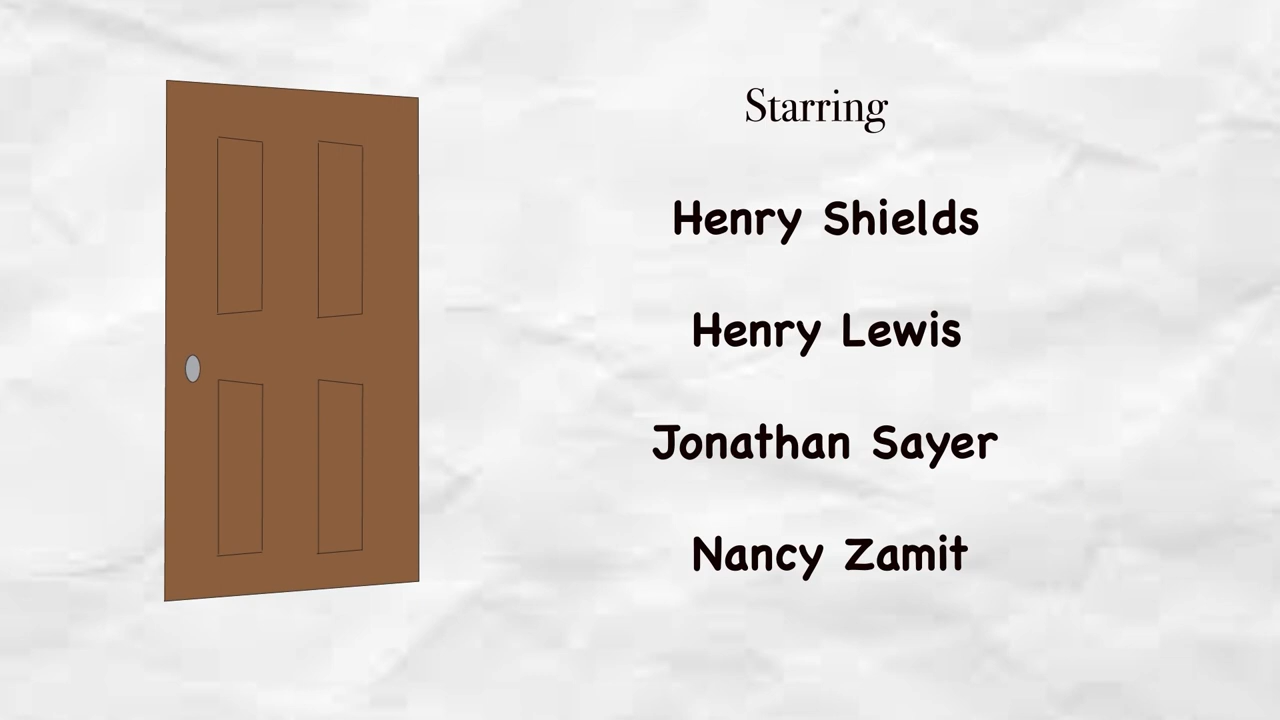 Starring
Henry Shields
Henry Lewis
Jonathan Sayer
Nancy Zamit